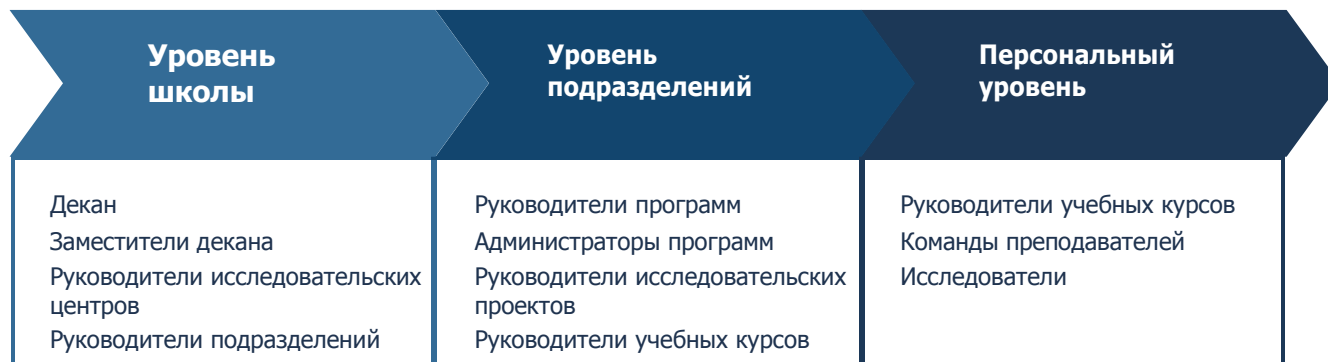 Уровень
школы
Уровень
подразделений
Персональный
уровень
Декан
Заместители декана
Руководители исследовательских
центров
Руководители подразделений
Руководители программ
Администраторы программ
Руководители исследовательских
проектов
Руководители учебных курсов
Руководители учебных курсов
Команды преподавателей
Исследователи